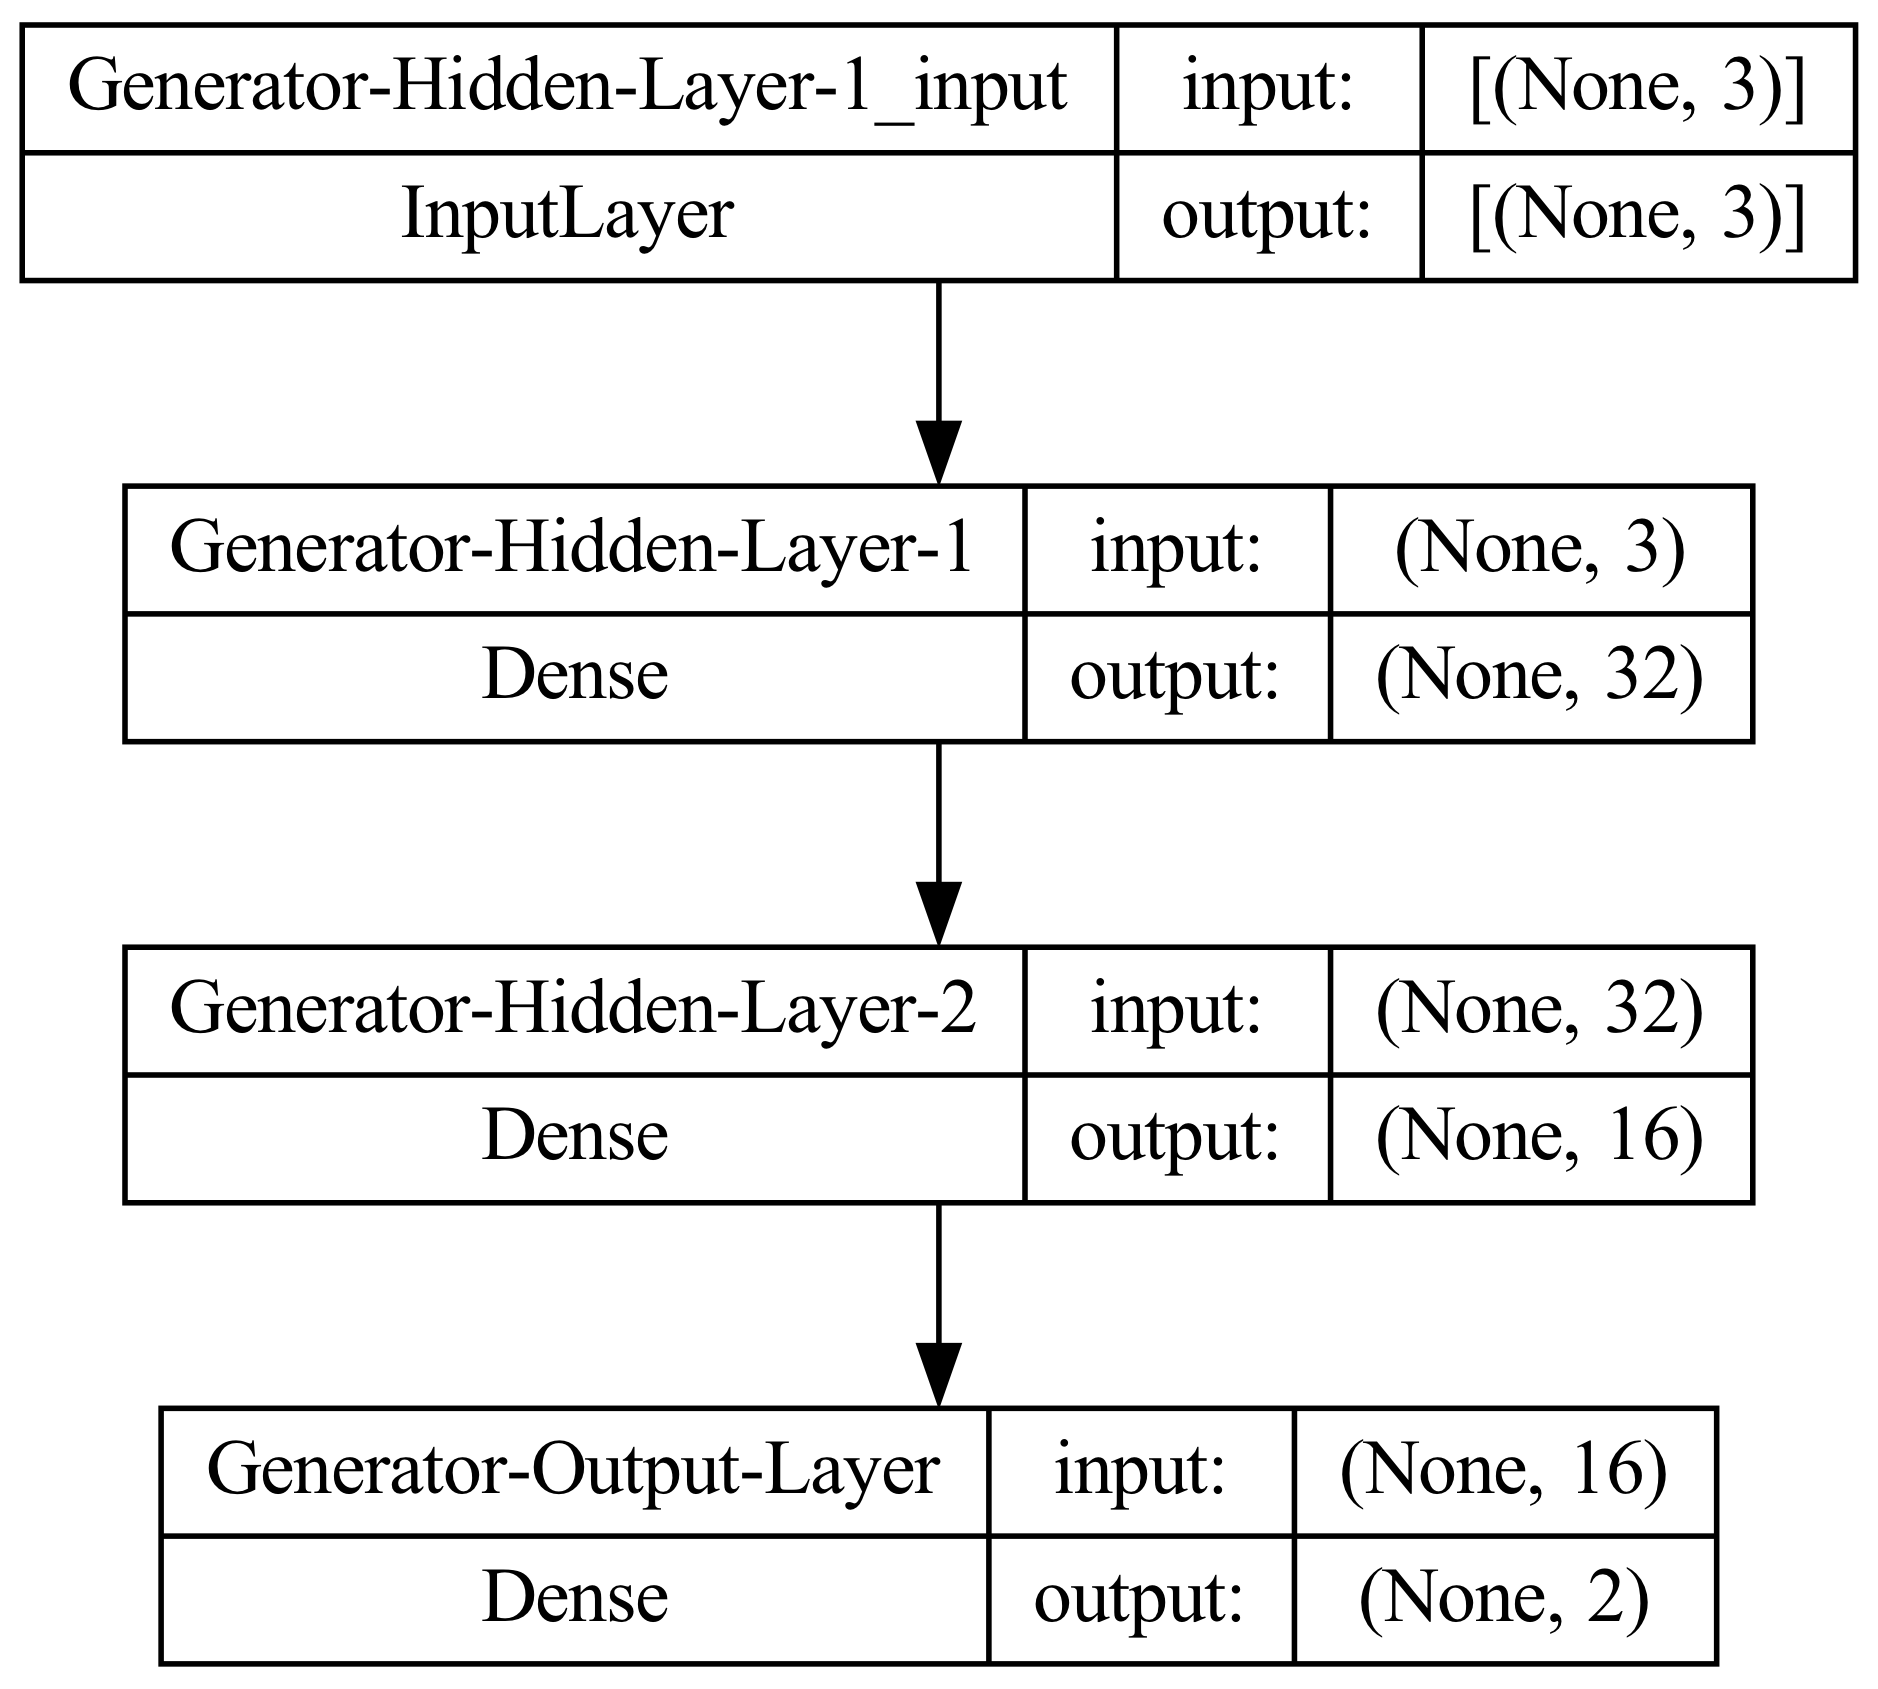 Generator-Hidden-Layer-1_input input: [(None, 3)]
InputLayer output: [(None, 3)]
Generator-Hidden-Layer-1 input: (None, 3)
Dense output: (None, 32)
Generator-Hidden-Layer-2 input: (None, 32)
Dense output: (None, 16)
Generator-Output-Layer input: (None, 16)
Dense output: (None, 2)